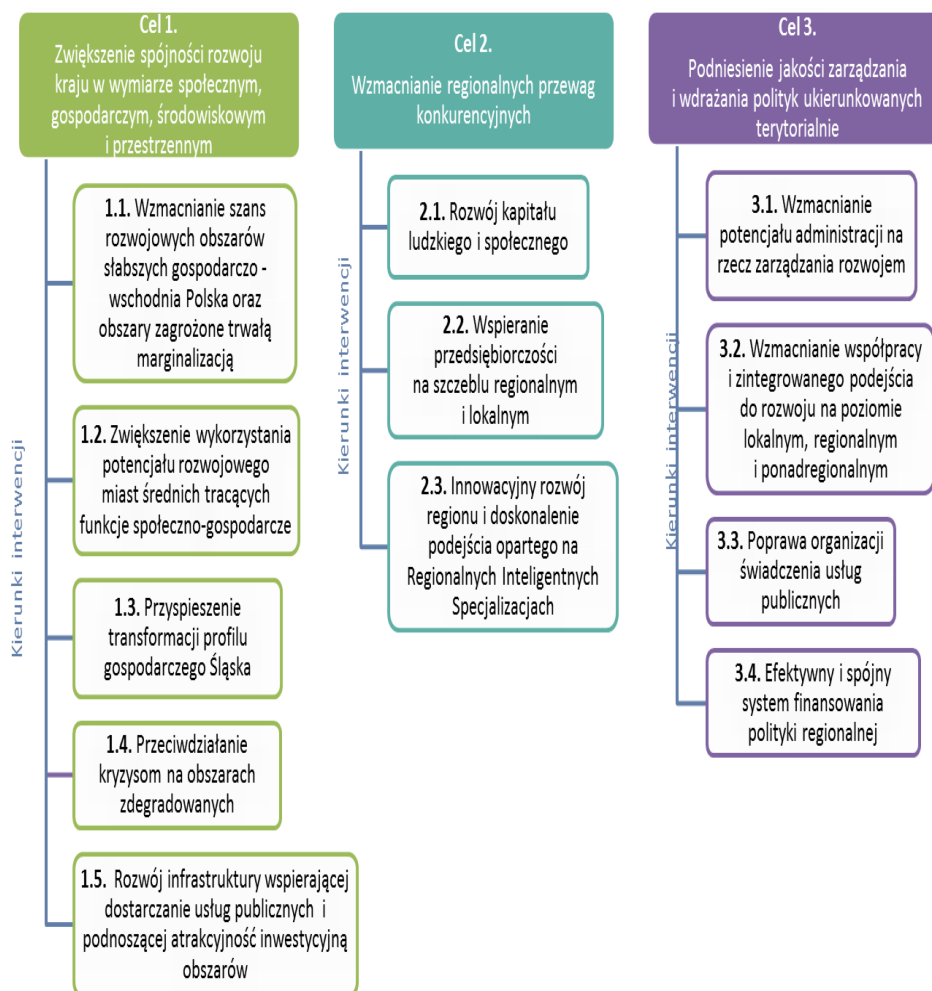 Cel 1.
Zwiększenie spójności rozwoju
kraju w wymiarze społecznym,
gospodarczym, środowiskowym
i przestrzennym
Kierunki interwencji
1.1. Wzmacnianie szans
rozwojowych obszarów
słabszych gospodarczo -
wschodnia Polska oraz
obszary zagrożone trwałą
marginalizacją
1.2. Zwiększenie wykorzystania
potencjału rozwojowego
miast średnich tracących
funkcje społeczno-gospodarcze
1.3. Przyspieszenie
transformacji profilu
gospodarczego Śląska
1.4. Przeciwdziałanie
kryzysom na obszarach
zdegradowanych
1.5. Rozwój infrastruktury wspierającej
dostarczanie usług publicznych i
podnoszącej atrakcyjność inwestycyjną
obszarów
Cel 2.
Wzmacnianie regionalnych przewag
konkurencyjnych
Kierunki interwencji
2.1. Rozwój kapitału
ludzkiego i społecznego
2.2. Wspieranie
przedsiębiorczości
na szczeblu regionalnym
i lokalnym
2.3. Innowacyjny rozwój
regionu i doskonalenie
podejścia opartego na
Regionalnych Inteligentnych
Specjalizacjach
Cel 3.
Podniesienie jakości zarządzania
i wdrażania polityk ukierunkowanych
terytorialnie
Kierunki interwencji
3.1. Wzmacnianie
potencjału administracji na
rzecz zarządzania rozwojem
3.2. Wzmacnianie współpracy
i zintegrowanego podejścia
do rozwoju na poziomie
lokalnym, regionalnym
i ponadregionalnym
3.3. Poprawa organizacji
świadczenia usług
publicznych
3.4. Efektywny i spójny
system finansowania
polityki regionalnej